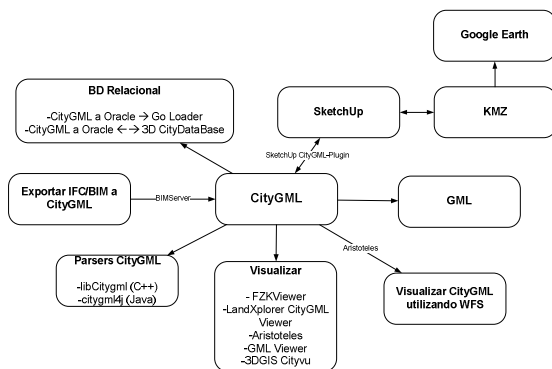 Google Earth
BD Relacional
-CityGML a Oracle → Go Loader
-CityGML a Oracle ←→ 3D CityDataBase
SketchUp
KMZ
SketchUp CityGML-Plugin
Exportar IFC/BIM a
CityGML
BIMServer
CityGML
GML
Aristoteles
Parsers CityGML
-libCitygml (C++)
-citygml4j (Java)
Visualizar
- FZKViewer
-LandXplorer CityGML
Viewer
-Aristoteles
-GML Viewer
-3DGIS Cityvu
Visualizar CityGML
utilizando WFS